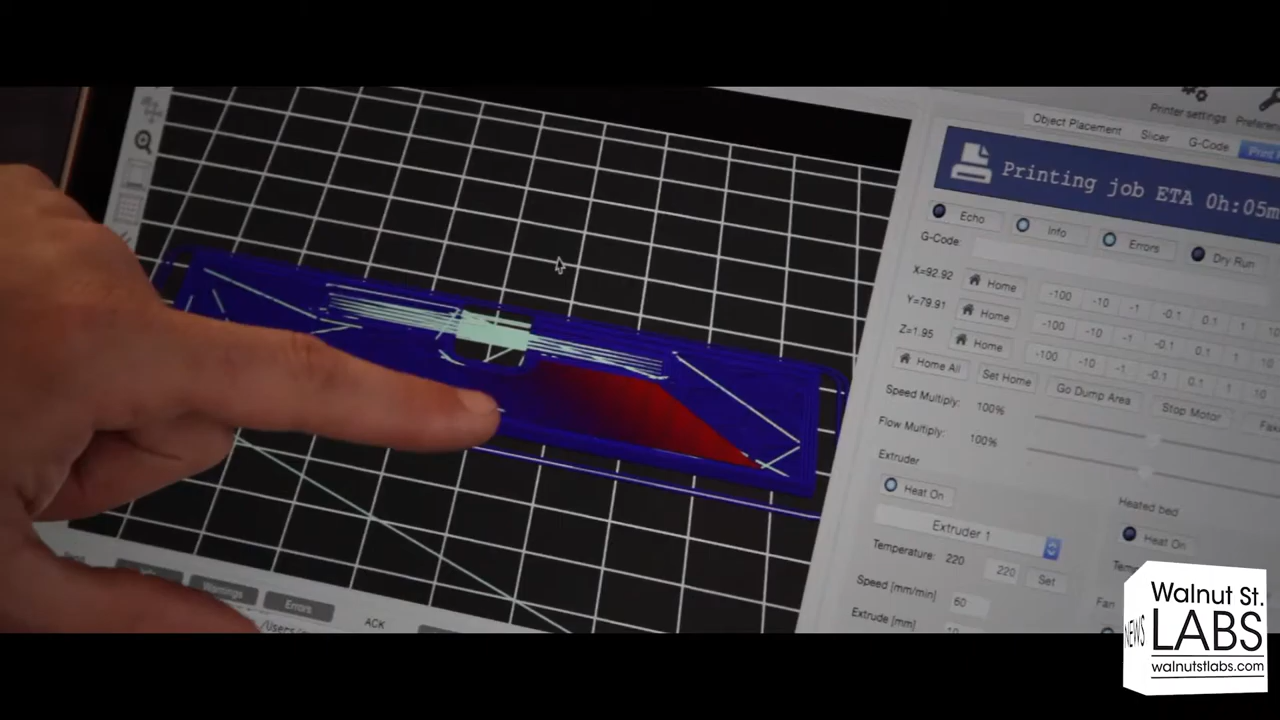 Printer settings
Object Placement Slicer G-Code
Printing job ETA 0h:05m
Echo Info Errors Dry Run
G-Code:
X=92.92 Home -100 -10 -1 -0.1 0.1 1 10
Y=79.91 Home -100 -10 -1 -0.1 0.1 1 10
Z=1.95 Home -100 -10 -1 -0.1 0.1 1 10
Home All Set Home Go Dump Area Stop Motor
Speed Multiply: 100%
Flow Multiply: 100%
Extruder
Heat On
Extruder 1
Temperature: 220 220 Set
Speed [mm/min] 60
Extrude [mm]
Heated bed
Heat On
Fan
Warnings Errors
ACK
Walnut St.
NEWS LABS
walnutstlabs.com